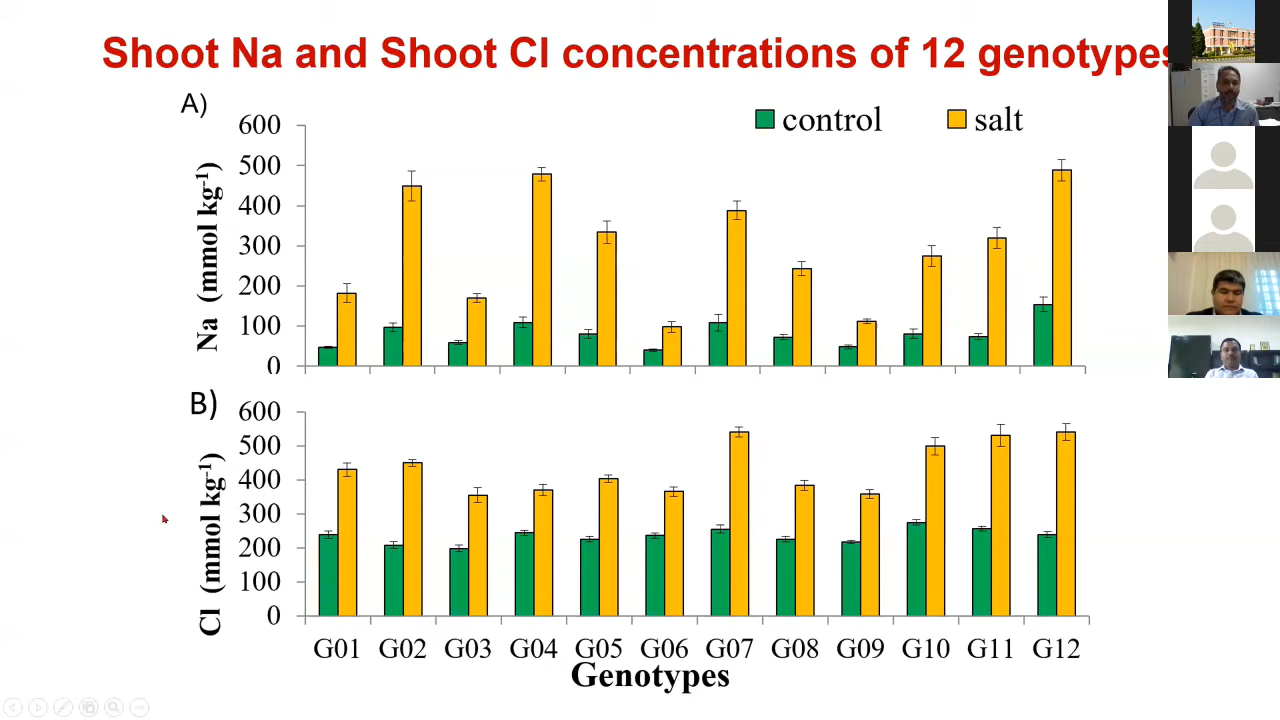 Shoot Na and Shoot Cl concentrations of 12 genotypes
A)
control salt
600
500
400
300
200
100
0
Na (mmol kg⁻¹)
B)
600
500
400
300
200
100
0
Cl (mmol kg⁻¹)
G01 G02 G03 G04 G05 G06 G07 G08 G09 G10 G11 G12
Genotypes